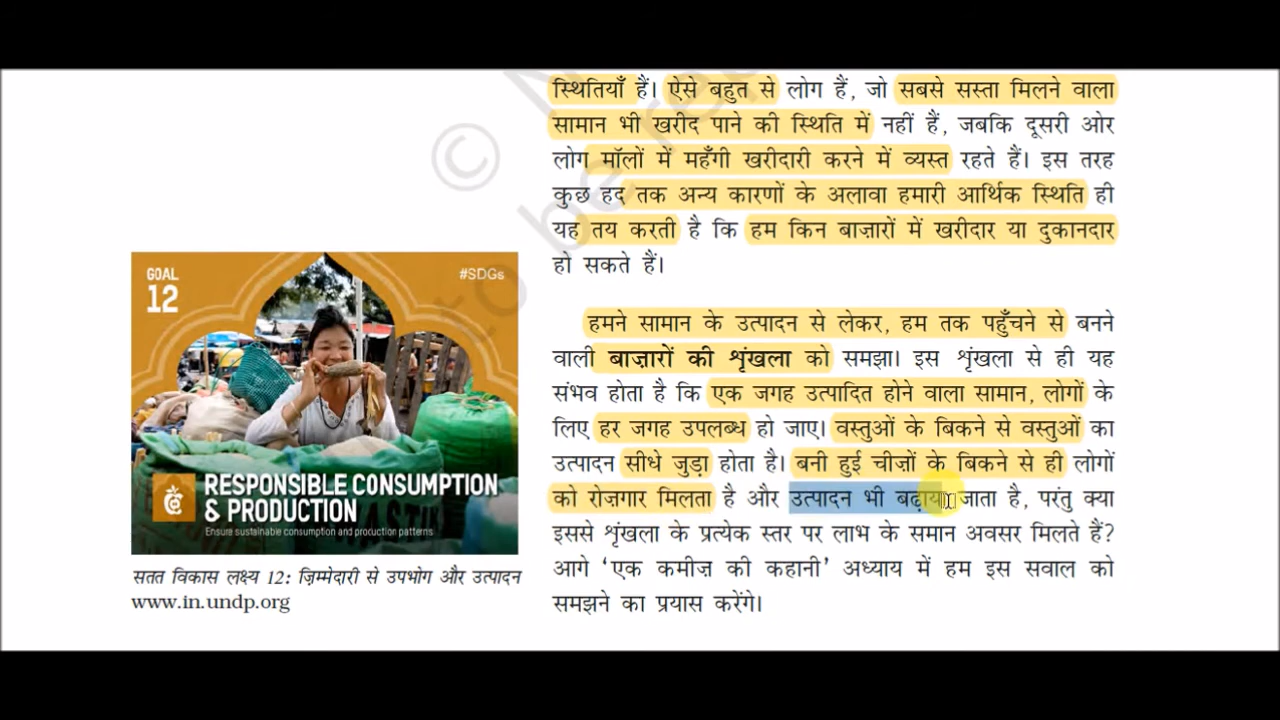 स्थितियाँ हैं। ऐसे बहुत से लोग हैं, जो सबसे सस्ता मिलने वाला
सामान भी खरीद पाने की स्थिति में नहीं हैं, जबकि दूसरी ओर
लोग मॉलों में महँगी खरीदारी करने में व्यस्त रहते हैं। इस तरह
कुछ हद तक अन्य कारणों के अलावा हमारी आर्थिक स्थिति ही
यह तय करती है कि हम किन बाज़ारों में खरीदार या दुकानदार
हो सकते हैं।
हमने सामान के उत्पादन से लेकर, हम तक पहुँचने से बनने
वाली बाज़ारों की शृंखला को समझा। इस शृंखला से ही यह
संभव होता है कि एक जगह उत्पादित होने वाला सामान, लोगों के
लिए हर जगह उपलब्ध हो जाए। वस्तुओं के बिकने से वस्तुओं का
उत्पादन सीधे जुड़ा होता है। बनी हुई चीज़ों के बिकने से ही लोगों
को रोज़गार मिलता है और उत्पादन भी बढ़ाया जाता है, परंतु क्या
इससे शृंखला के प्रत्येक स्तर पर लाभ के समान अवसर मिलते हैं?
आगे ‘एक कमीज़ की कहानी’ अध्याय में हम इस सवाल को
समझने का प्रयास करेंगे।
GOAL
12
#SDGs
RESPONSIBLE CONSUMPTION
& PRODUCTION
Ensure sustainable consumption and production patterns
सतत विकास लक्ष्य 12: ज़िम्मेदारी से उपभोग और उत्पादन
www.in.undp.org
©
to be rep